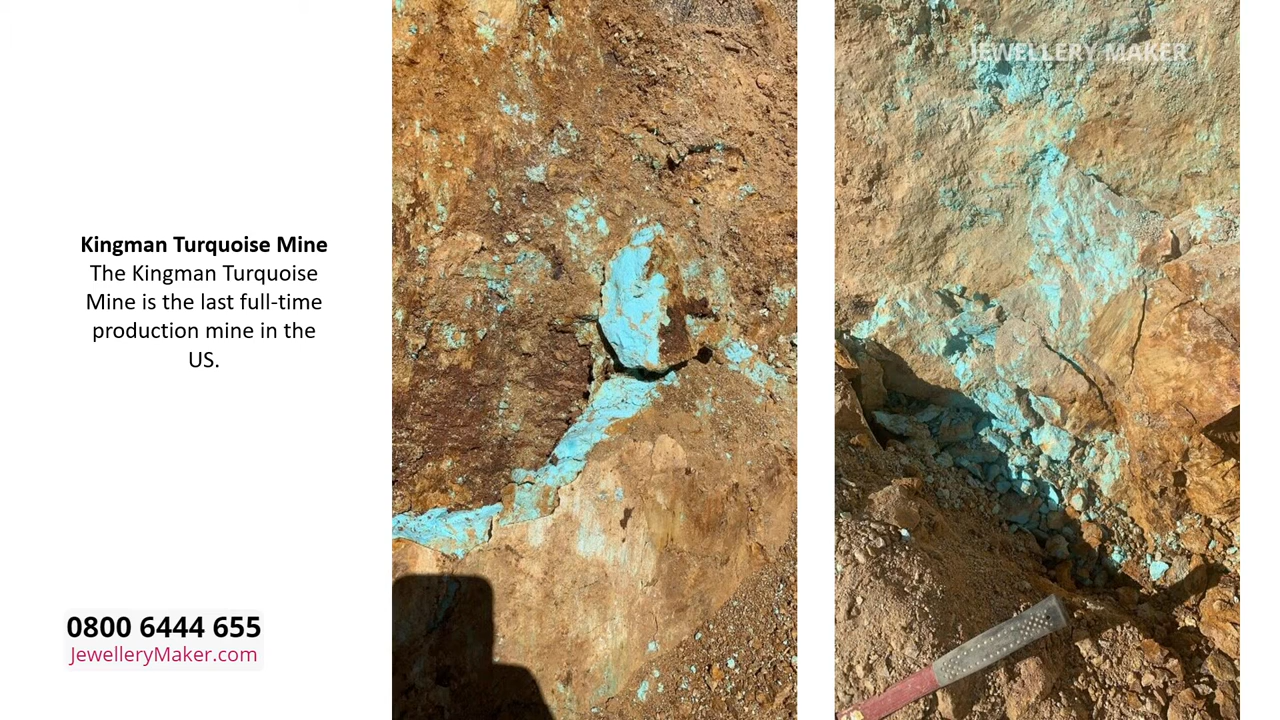 JEWELLERY MAKER
Kingman Turquoise Mine
The Kingman Turquoise
Mine is the last full-time
production mine in the
US.
0800 6444 655
JewelleryMaker.com